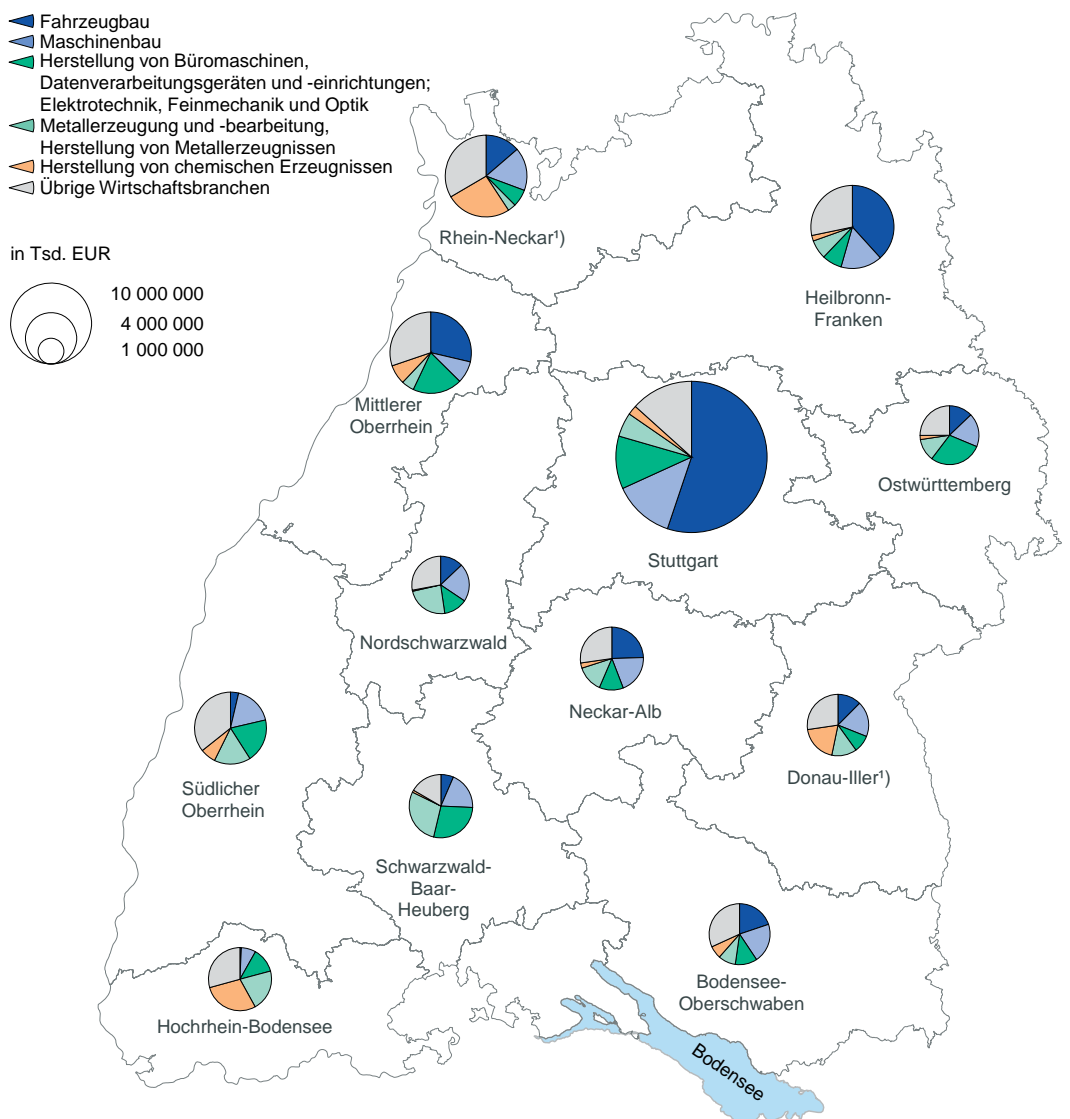 Fahrzeugbau
Maschinenbau
Herstellung von Büromaschinen,
Datenverarbeitungsgeräten und -einrichtungen;
Elektrotechnik, Feinmechanik und Optik
Metallerzeugung und -bearbeitung,
Herstellung von Metallerzeugnissen
Herstellung von chemischen Erzeugnissen
Übrige Wirtschaftsbranchen
in Tsd. EUR
10 000 000
4 000 000
1 000 000
Rhein-Neckar¹)
Heilbronn-
Franken
Mittlerer
Oberrhein
Stuttgart
Ostwürttemberg
Nordschwarzwald
Neckar-Alb
Donau-Iller¹)
Südlicher
Oberrhein
Schwarzwald-
Baar-
Heuberg
Bodensee-
Oberschwaben
Hochrhein-Bodensee
Bodensee